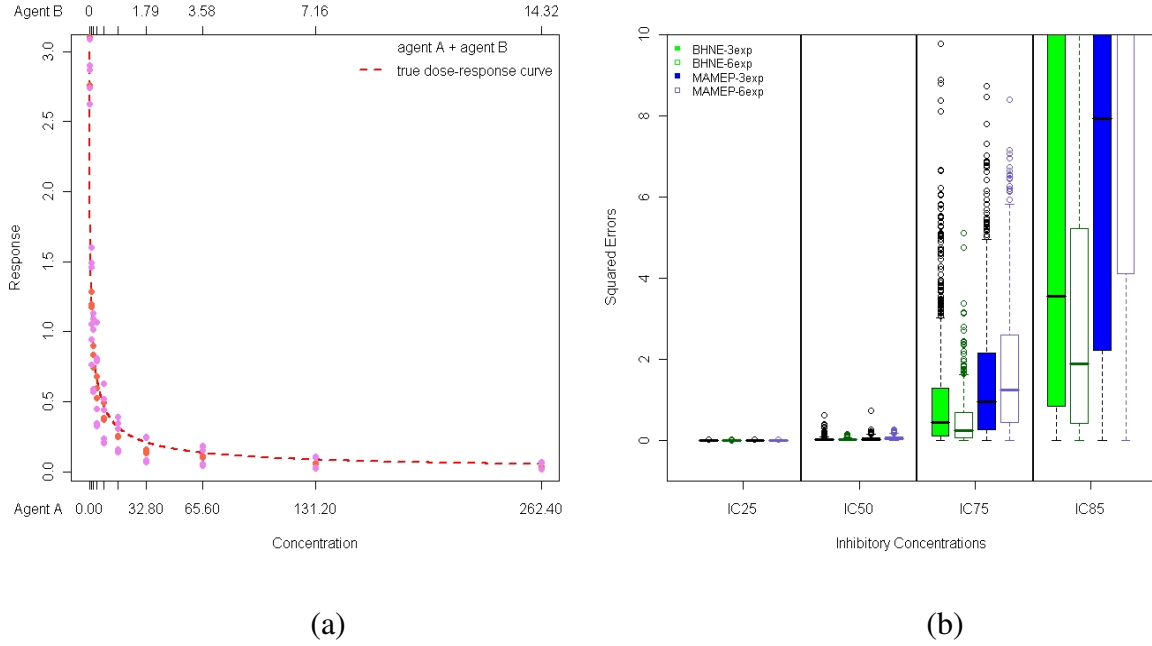 Agent B 0 1.79 3.58 7.16 14.32
agent A + agent B
true dose-response curve
Response
3.0
2.5
2.0
1.5
1.0
0.5
0.0
Agent A 0.00 32.80 65.60 131.20 262.40
Concentration
(a)
BHNE-3exp
BHNE-6exp
MAMEP-3exp
MAMEP-6exp
Squared Errors
10
8
6
4
2
0
IC25 IC50 IC75 IC85
Inhibitory Concentrations
(b)